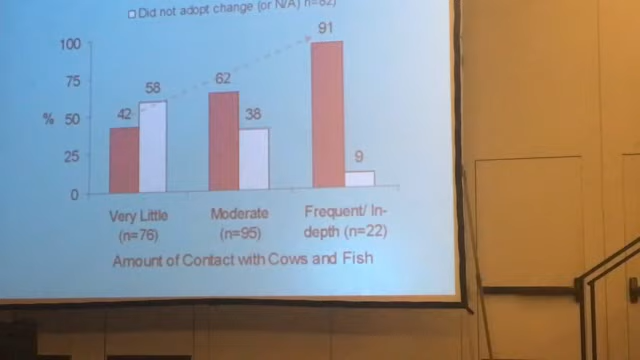 Did not adopt change (or N/A) n=82)
91
100
75
62
58
42
38
% 50
25
9
0
Very Little Moderate Frequent/ In-
(n=76) (n=95) depth (n=22)
Amount of Contact with Cows and Fish